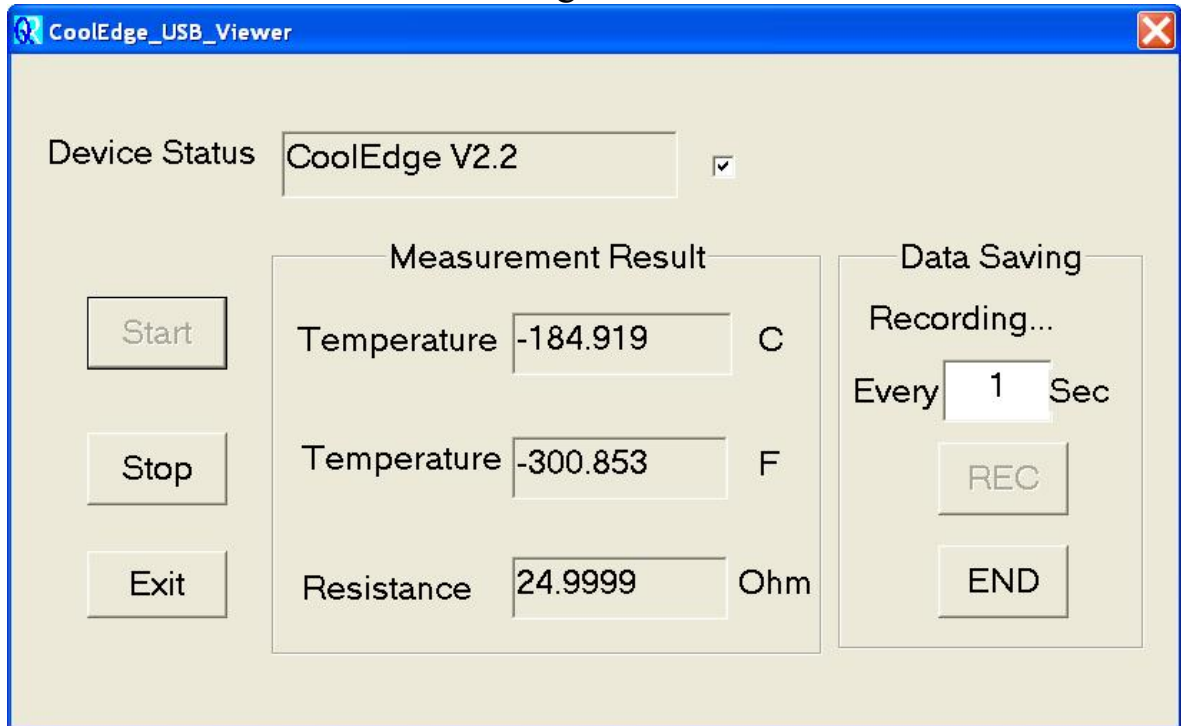 CoolEdge_USB_Viewer
Device Status CoolEdge V2.2
Measurement Result
Data Saving
Start
Temperature -184.919 C
Recording...
Every 1 Sec
Stop
Temperature -300.853 F
REC
Exit
Resistance 24.9999 Ohm
END